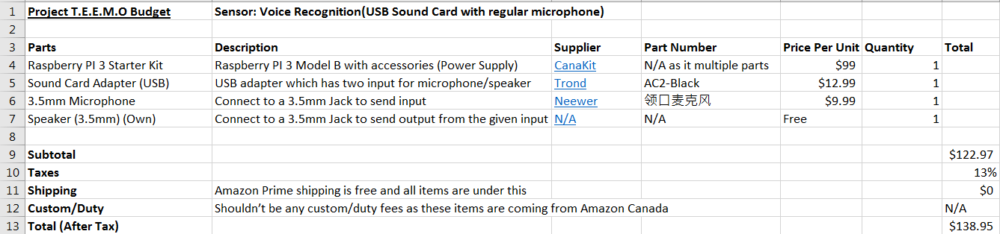 1 Project T.E.E.M.O Budget Sensor: Voice Recognition(USB Sound Card with regular microphone)
2
3 Parts Description Supplier Part Number Price Per Unit Quantity Total
4 Raspberry PI 3 Starter Kit Raspberry PI 3 Model B with accessories (Power Supply) CanaKit N/A as it multiple parts $99 1
5 Sound Card Adapter (USB) USB adapter which has two input for microphone/speaker Trond AC2-Black $12.99 1
6 3.5mm Microphone Connect to a 3.5mm Jack to send input Neewer 领口麦克风 $9.99 1
7 Speaker (3.5mm) (Own) Connect to a 3.5mm Jack to send output from the given input N/A N/A Free 1
8
9 Subtotal $122.97
10 Taxes 13%
11 Shipping Amazon Prime shipping is free and all items are under this $0
12 Custom/Duty Shouldn’t be any custom/duty fees as these items are coming from Amazon Canada N/A
13 Total (After Tax) $138.95